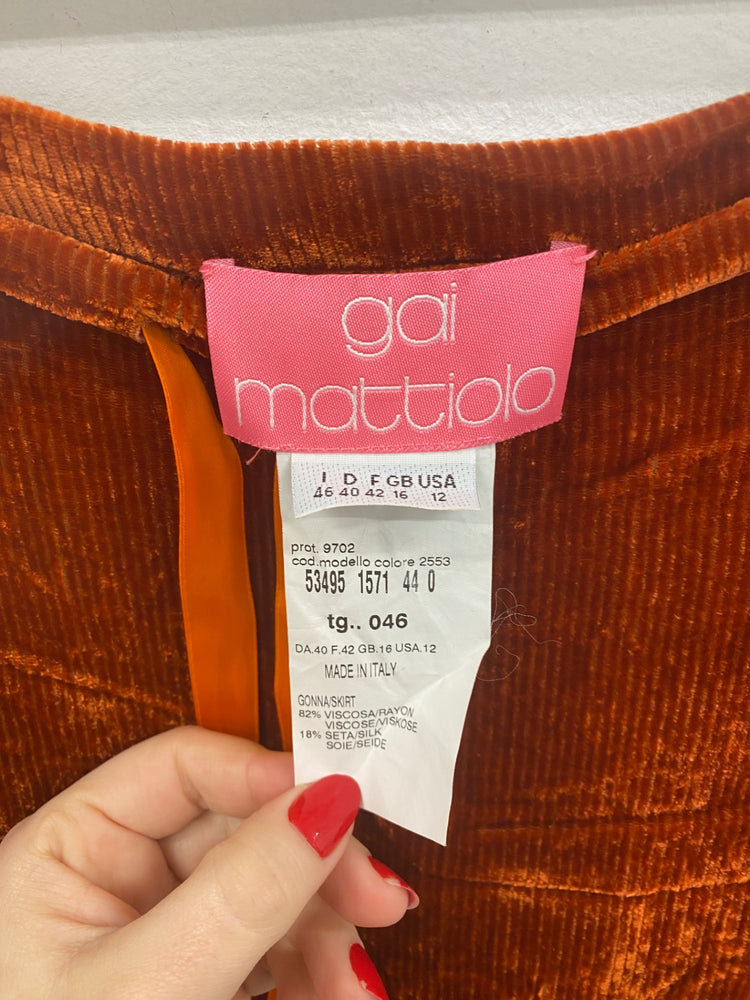 gai
mattiolo
I D F GB USA
46 40 42 16 12
prot. 9702
cod.modello colore 2553
53495 1571 44 0
tg.. 046
DA.40 F.42 GB.16 USA.12
MADE IN ITALY
GONNA/SKIRT
82% VISCOSA/RAYON
VISCOSE/VISKOSE
18% SETA/SILK
SOIE/SEIDE